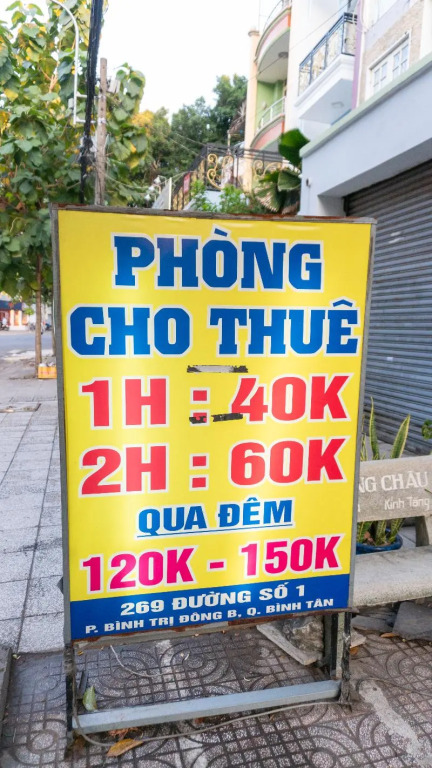 PHÒNG
CHO THUÊ
1H : 40K
2H : 60K
QUA ĐÊM
120K - 150K
269 ĐƯỜNG SỐ 1
P. BÌNH TRỊ ĐÔNG B, Q. BÌNH TÂN
NG CHÂU
Kính Tặng